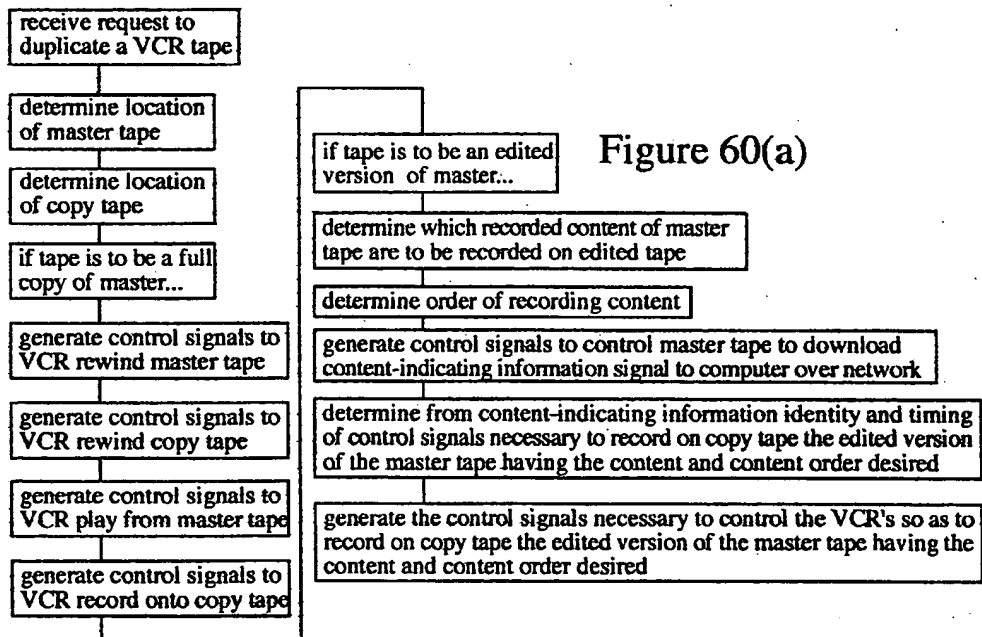 receive request to
duplicate a VCR tape
determine location
of master tape
determine location
of copy tape
if tape is to be a full
copy of master...
generate control signals to
VCR rewind master tape
generate control signals to
VCR rewind copy tape
generate control signals to
VCR play from master tape
generate control signals to
VCR record onto copy tape
Figure 60(a)
if tape is to be an edited
version of master...
determine which recorded content of master
tape are to be recorded on edited tape
determine order of recording content
generate control signals to control master tape to download
content-indicating information signal to computer over network
determine from content-indicating information identity and timing
of control signals necessary to record on copy tape the edited version
of the master tape having the content and content order desired
generate the control signals necessary to control the VCR's so as to
record on copy tape the edited version of the master tape having the
content and content order desired